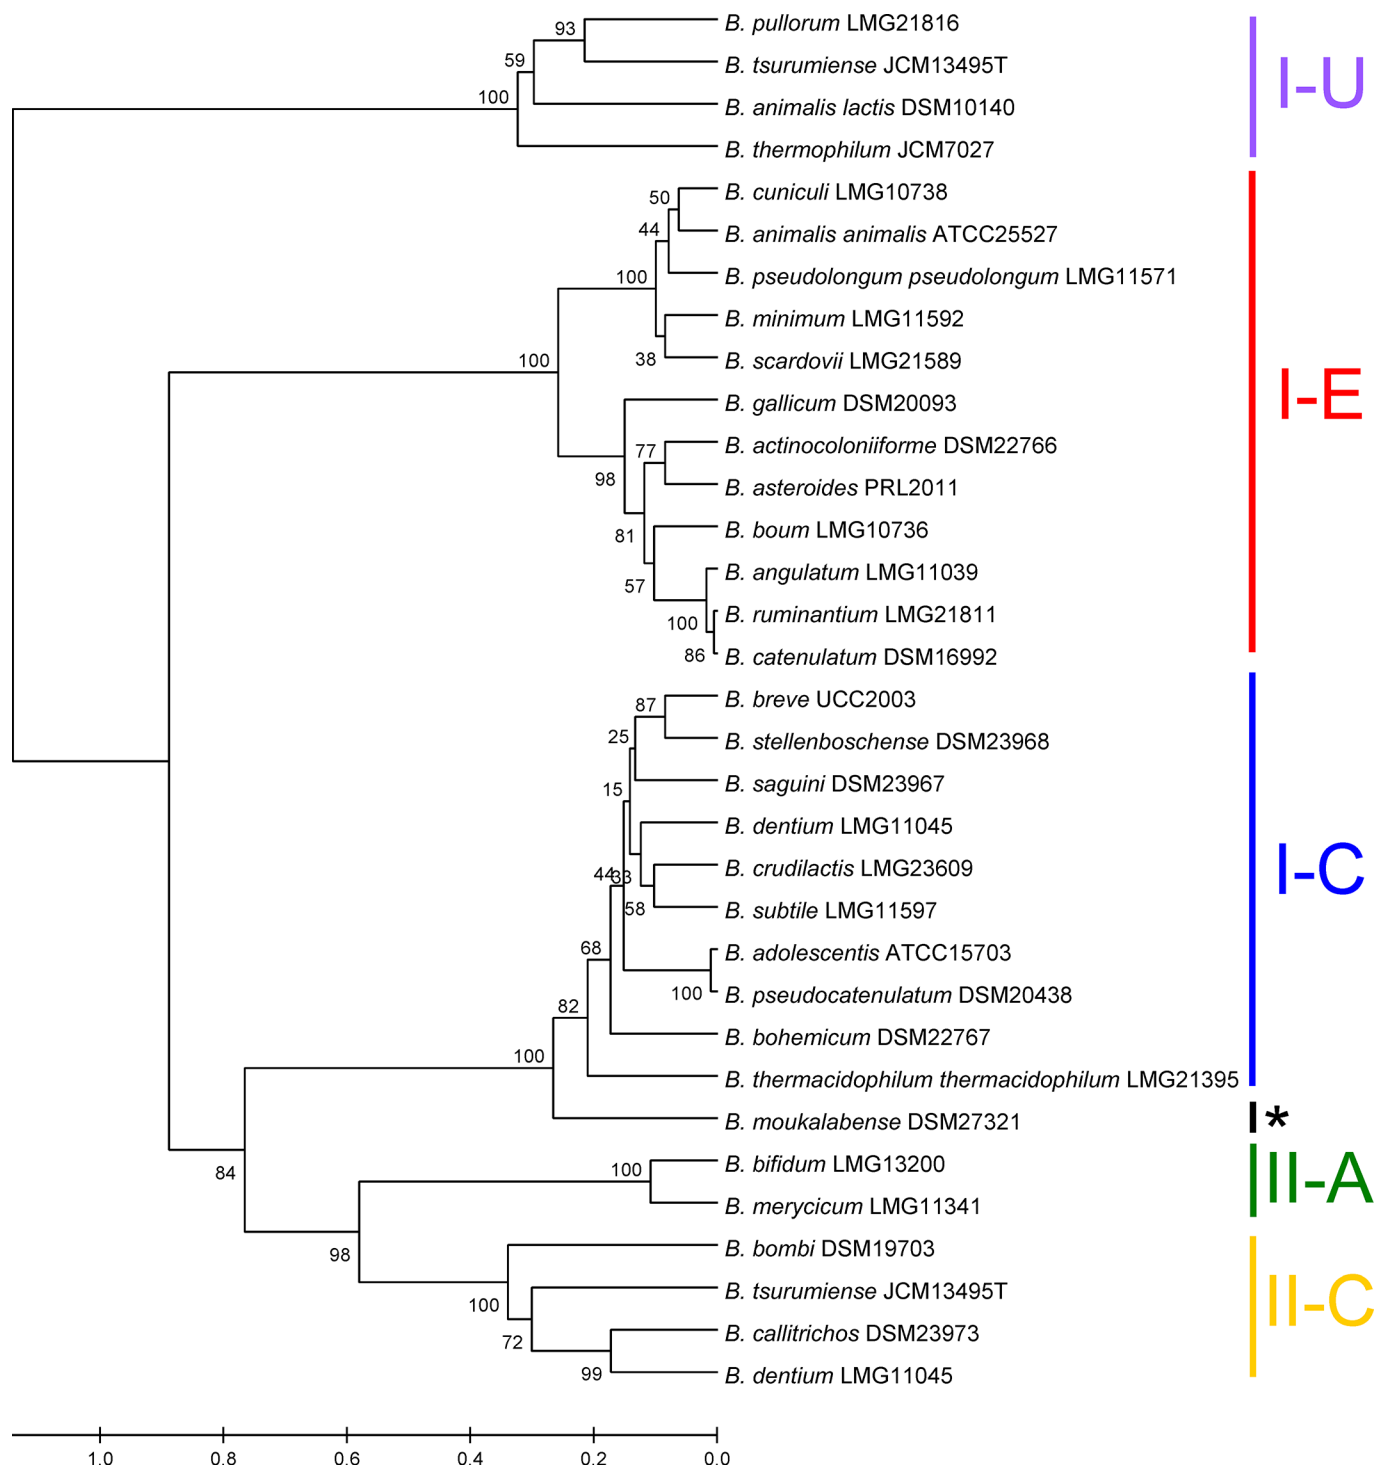 B. pullorum LMG21816
93
B. tsurumiense JCM13495T
59
I-U
100
B. animalis lactis DSM10140
B. thermophilum JCM7027
B. cuniculi LMG10738
50
44
B. animalis animalis ATCC25527
100
B. pseudolongum pseudolongum LMG11571
B. minimum LMG11592
38
B. scardovii LMG21589
100
I-E
B. gallicum DSM20093
77
B. actinocoloniiforme DSM22766
98
B. asteroides PRL2011
81
B. boum LMG10736
57
B. angulatum LMG11039
100
B. ruminantium LMG21811
86
B. catenulatum DSM16992
87
B. breve UCC2003
25
B. stellenboschense DSM23968
15
B. saguini DSM23967
B. dentium LMG11045
44
33
B. crudilactis LMG23609
I-C
58
B. subtile LMG11597
68
B. adolescentis ATCC15703
100
B. pseudocatenulatum DSM20438
82
B. bohemicum DSM22767
100
B. thermacidophilum thermacidophilum LMG21395
B. moukalabense DSM27321
*
84
100
B. bifidum LMG13200
II-A
B. merycicum LMG11341
98
B. bombi DSM19703
100
B. tsurumiense JCM13495T
II-C
72
B. callitrichos DSM23973
99
B. dentium LMG11045
1.0 0.8 0.6 0.4 0.2 0.0